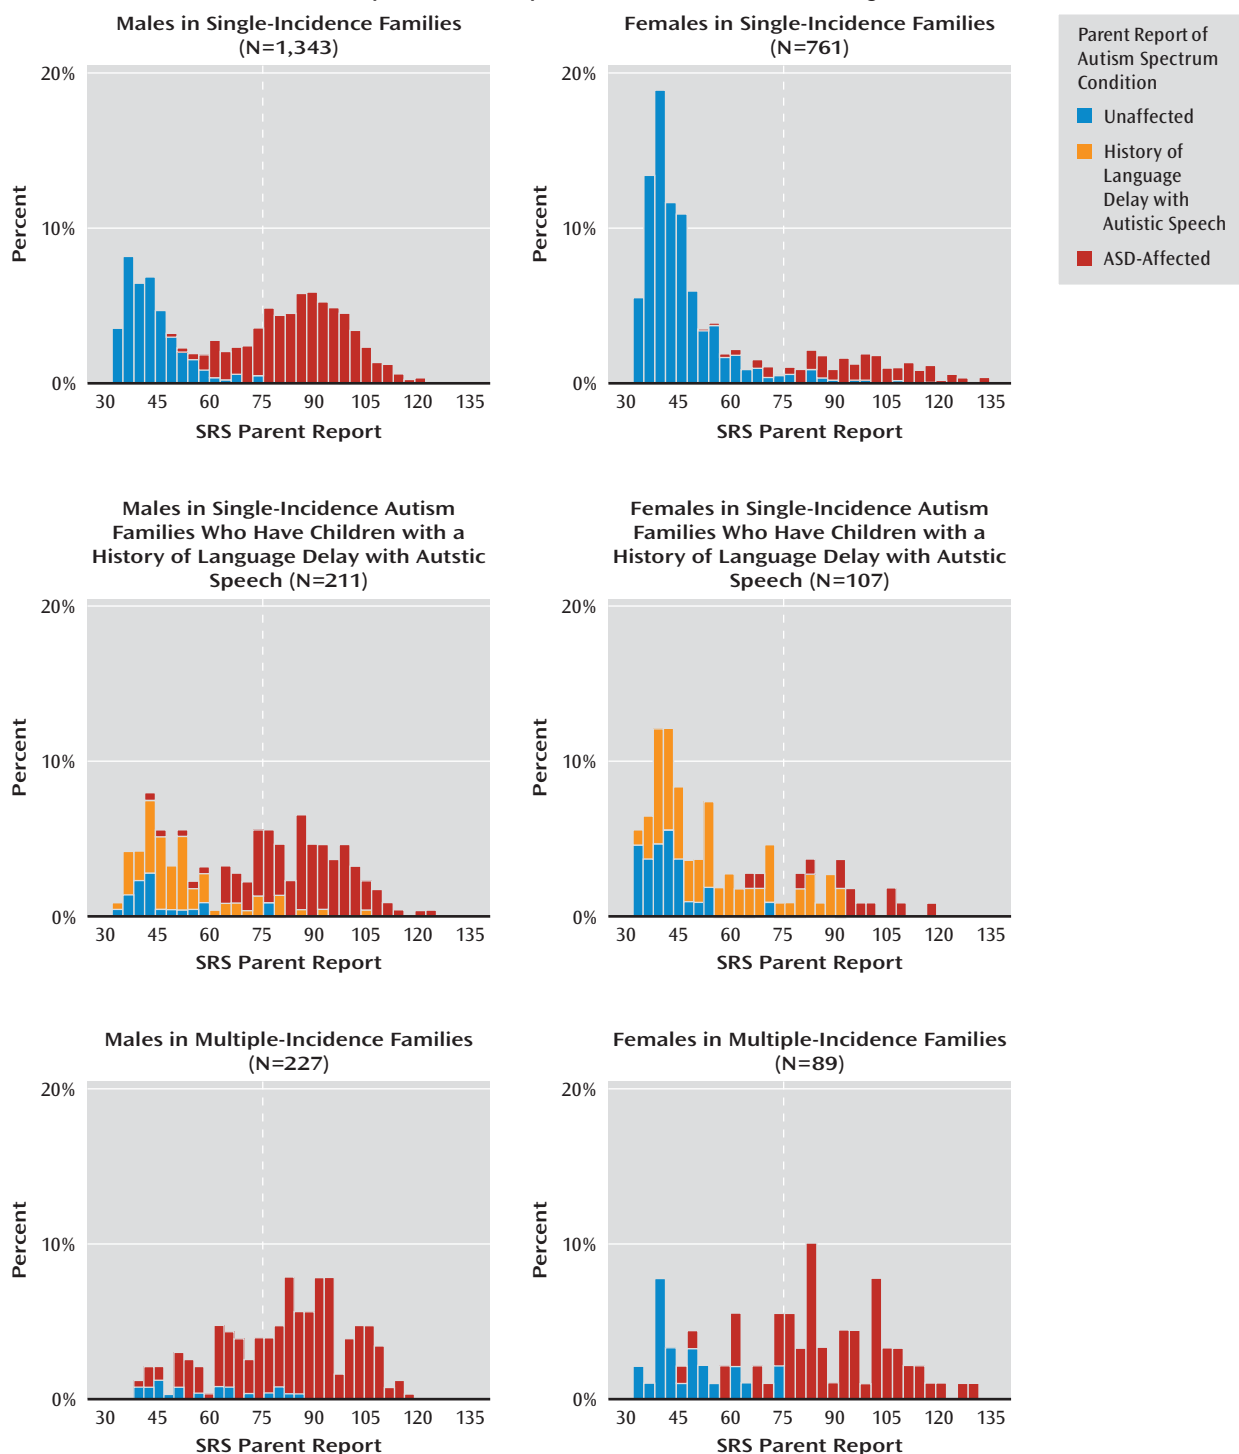 Males in Single-Incidence Families
(N=1,343)
Females in Single-Incidence Families
(N=761)
Parent Report of
Autism Spectrum
Condition
Unaffected
History of
Language
Delay with
Autistic Speech
ASD-Affected
20%
10%
0%
Percent
30 45 60 75 90 105 120 135
SRS Parent Report
20%
10%
0%
Percent
30 45 60 75 90 105 120 135
SRS Parent Report
Males in Single-Incidence Autism
Families Who Have Children with a
History of Language Delay with Autstic
Speech (N=211)
20%
10%
0%
Percent
30 45 60 75 90 105 120 135
SRS Parent Report
Females in Single-Incidence Autism
Families Who Have Children with a
History of Language Delay with Autstic
Speech (N=107)
20%
10%
0%
Percent
30 45 60 75 90 105 120 135
SRS Parent Report
Males in Multiple-Incidence Families
(N=227)
20%
10%
0%
Percent
30 45 60 75 90 105 120 135
SRS Parent Report
Females in Multiple-Incidence Families
(N=89)
20%
10%
0%
Percent
30 45 60 75 90 105 120 135
SRS Parent Report